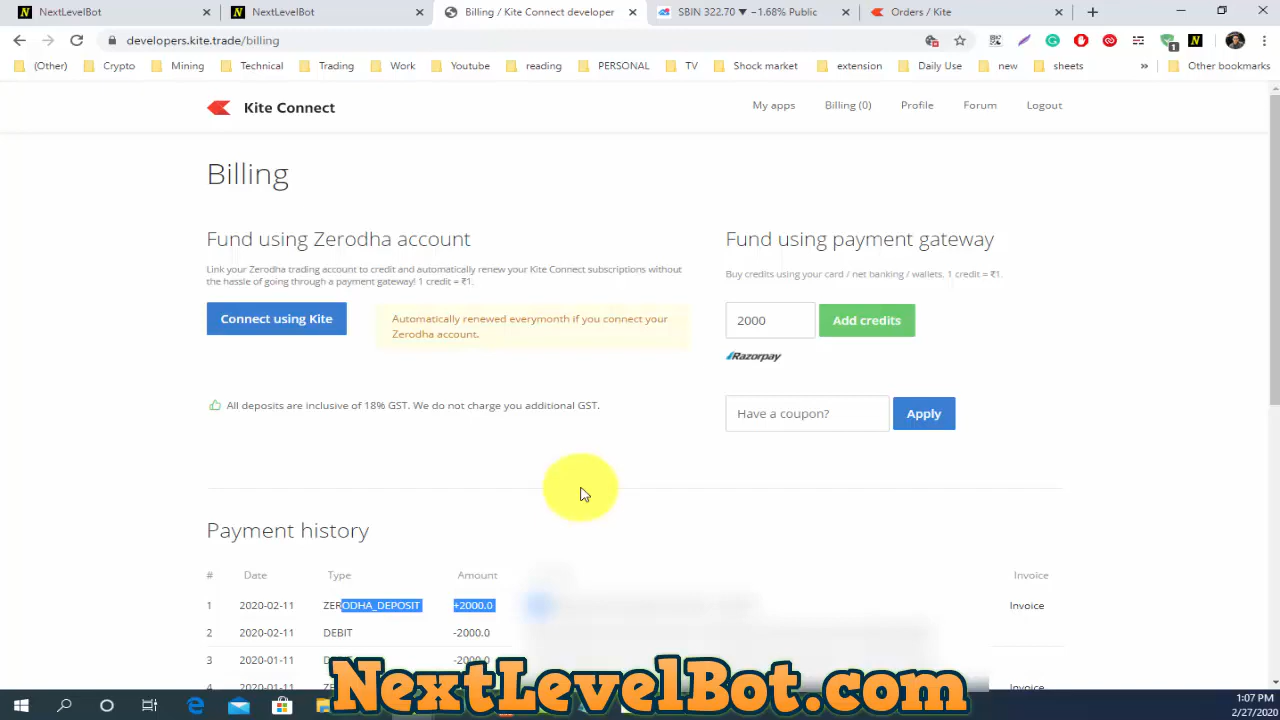 NextLevelBot
NextLevelBot
Billing / Kite Connect developer
SBIN 322.70 ▼ −1.68% Public
Orders / Kite
developers.kite.trade/billing
1
(Other)
Crypto
Mining
Technical
Trading
Work
Youtube
reading
PERSONAL
TV
Shock market
extension
Daily Use
new
sheets
»
Other bookmarks
Kite Connect
My apps
Billing (0)
Profile
Forum
Logout
Billing
Fund using Zerodha account
Link your Zerodha trading account to credit and automatically renew your Kite Connect subscriptions without
the hassle of going through a payment gateway! 1 credit = ₹1.
Connect using Kite
Automatically renewed everymonth if you connect your
Zerodha account.
All deposits are inclusive of 18% GST. We do not charge you additional GST.
Fund using payment gateway
Buy credits using your card / net banking / wallets. 1 credit = ₹1.
2000
Add credits
Razorpay
Have a coupon?
Apply
Payment history
# Date Type Amount Invoice
1 2020-02-11 ZERODHA_DEPOSIT +2000.0 Invoice
2 2020-02-11 DEBIT -2000.0
3 2020-01-11 -2000.0
4 2020-01-11 Invoice
NextLevelBot.com
1:07 PM
2/27/2020